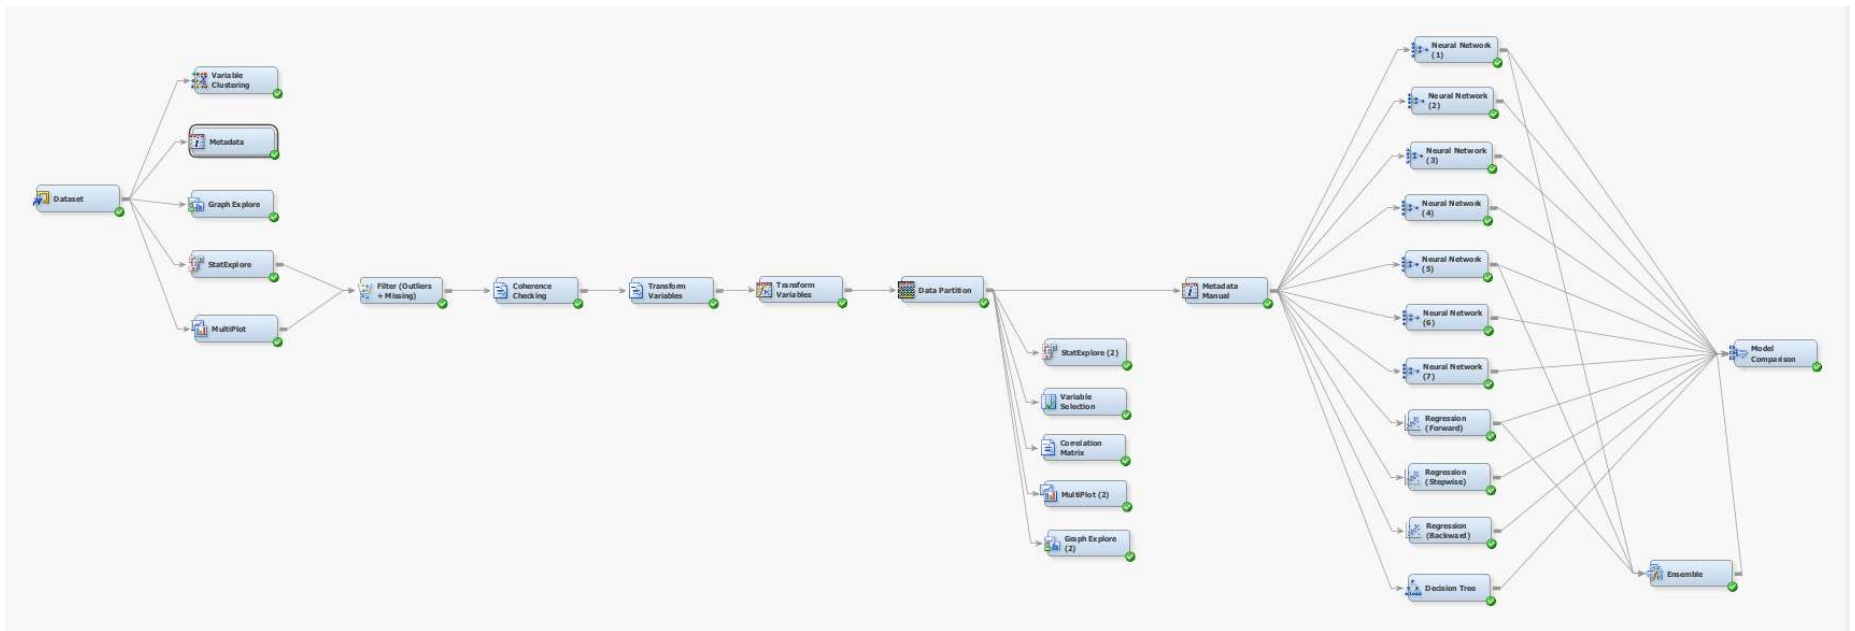 Dataset
Variable
Clustering
Metadata
Graph Explore
StatExplore
MultiPlot
Filter (Outliers
+ Missing)
Coherence
Checking
Transform
Variables
Transform
Variables
Data Partition
StatExplore (2)
Variable
Selection
Correlation
Matrix
MultiPlot (2)
Graph Explore
(2)
Metadata
Manual
Neural Network
(1)
Neural Network
(2)
Neural Network
(3)
Neural Network
(4)
Neural Network
(5)
Neural Network
(6)
Neural Network
(7)
Regression
(Forward)
Regression
(Stepwise)
Regression
(Backward)
Decision Tree
Ensemble
Model
Comparison